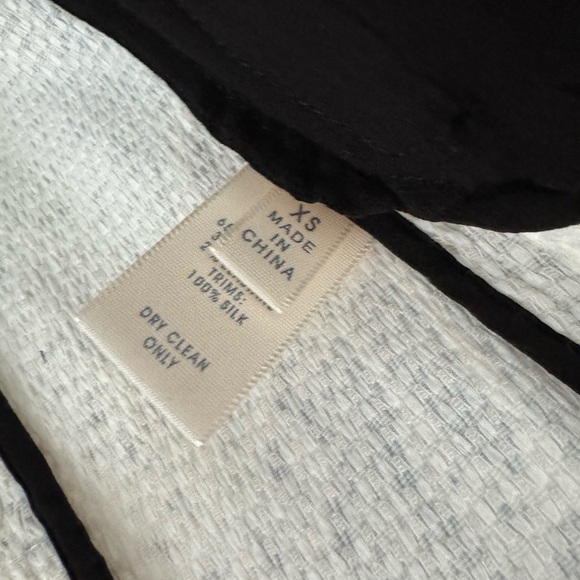 XS
MADE
IN
CHINA
TRIMS:
100% SILK
DRY CLEAN
ONLY